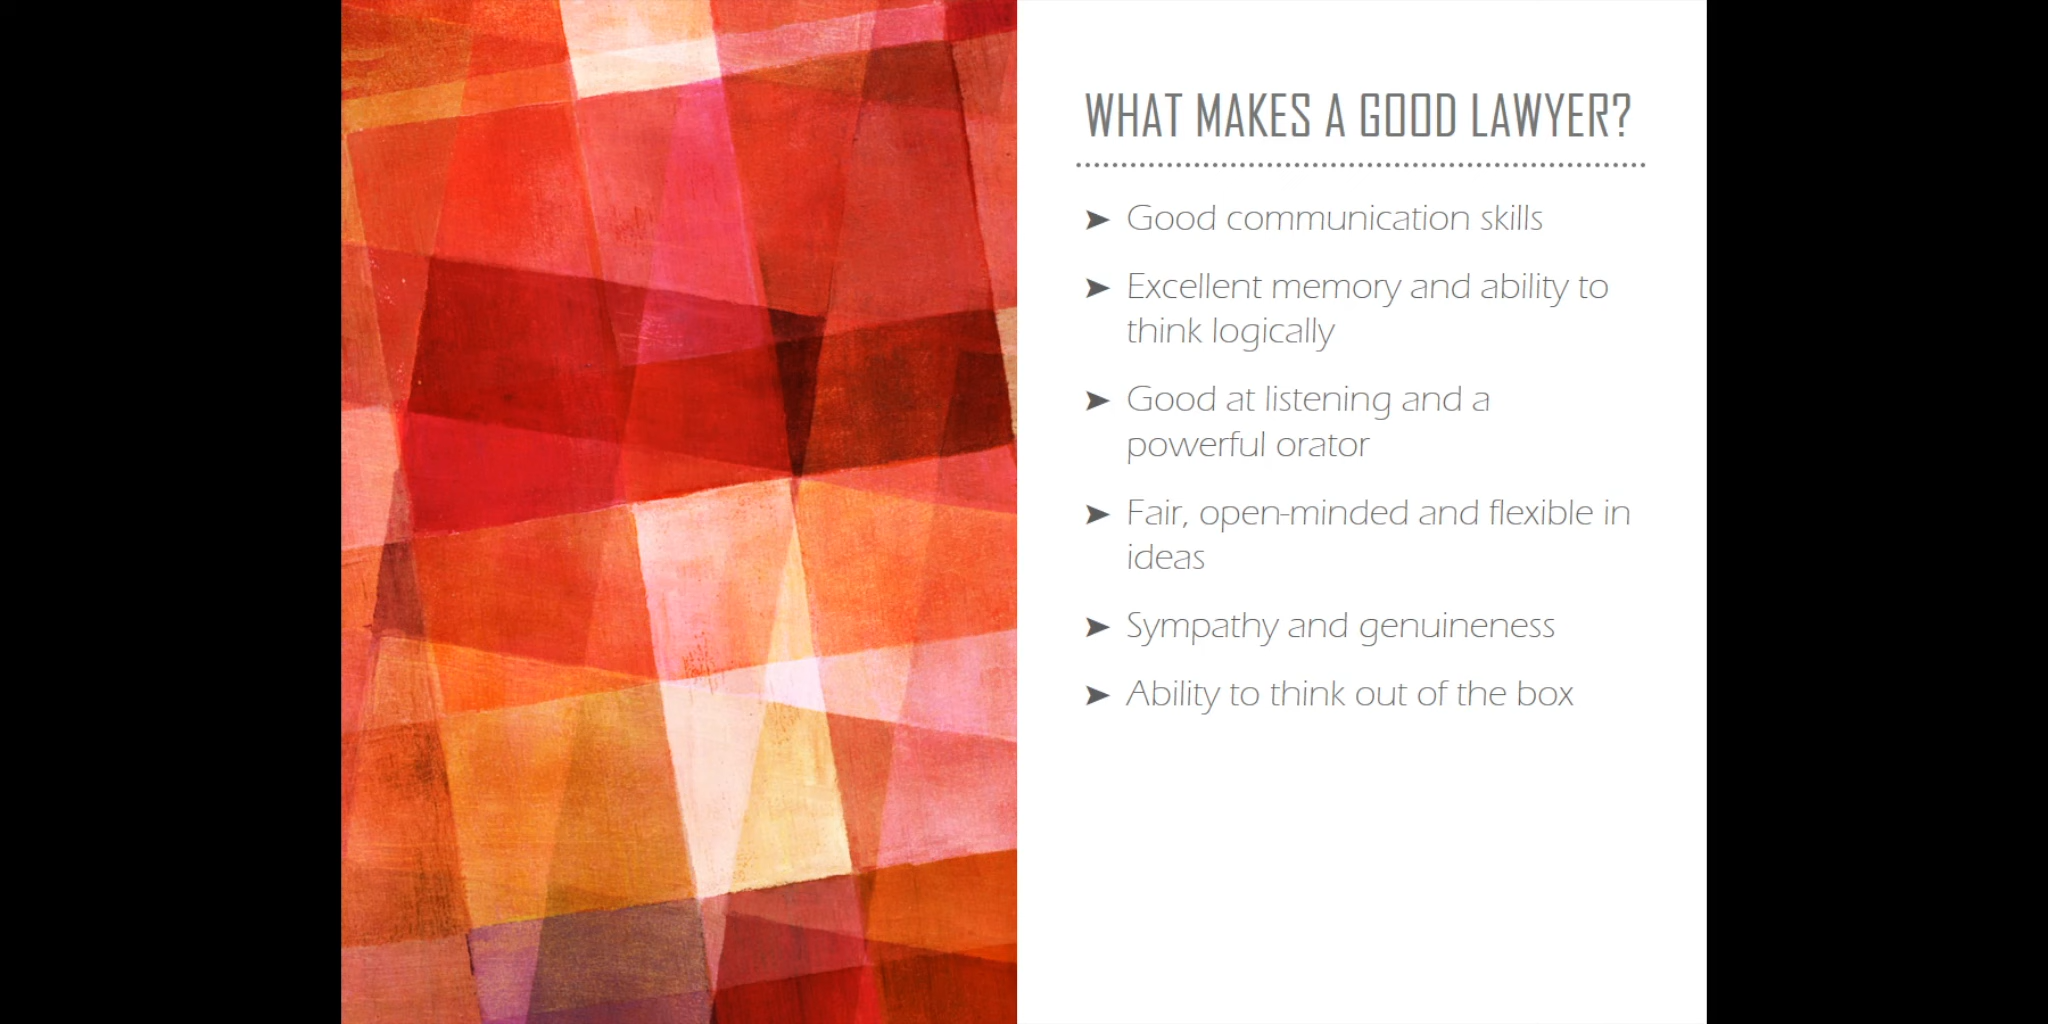 WHAT MAKES A GOOD LAWYER?
➤ Good communication skills
➤ Excellent memory and ability to
think logically
➤ Good at listening and a
powerful orator
➤ Fair, open-minded and flexible in
ideas
➤ Sympathy and genuineness
➤ Ability to think out of the box